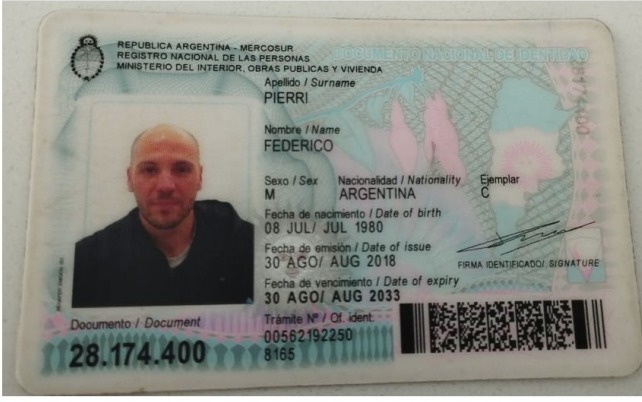 REPUBLICA ARGENTINA - MERCOSUR
REGISTRO NACIONAL DE LAS PERSONAS
MINISTERIO DEL INTERIOR, OBRAS PUBLICAS Y VIVIENDA
DOCUMENTO NACIONAL DE IDENTIDAD
Apellido / Surname
PIERRI
Nombre / Name
FEDERICO
Sexo / Sex Nacionalidad / Nationality Ejemplar
M ARGENTINA C
Fecha de nacimiento / Date of birth
08 JUL/ JUL 1980
Fecha de emisión / Date of issue
30 AGO/ AUG 2018
FIRMA IDENTIFICADO/ SIGNATURE
Fecha de vencimiento / Date of expiry
30 AGO/ AUG 2033
Documento / Document
28.174.400
Trámite Nº / Of. ident.
00562192250
8165